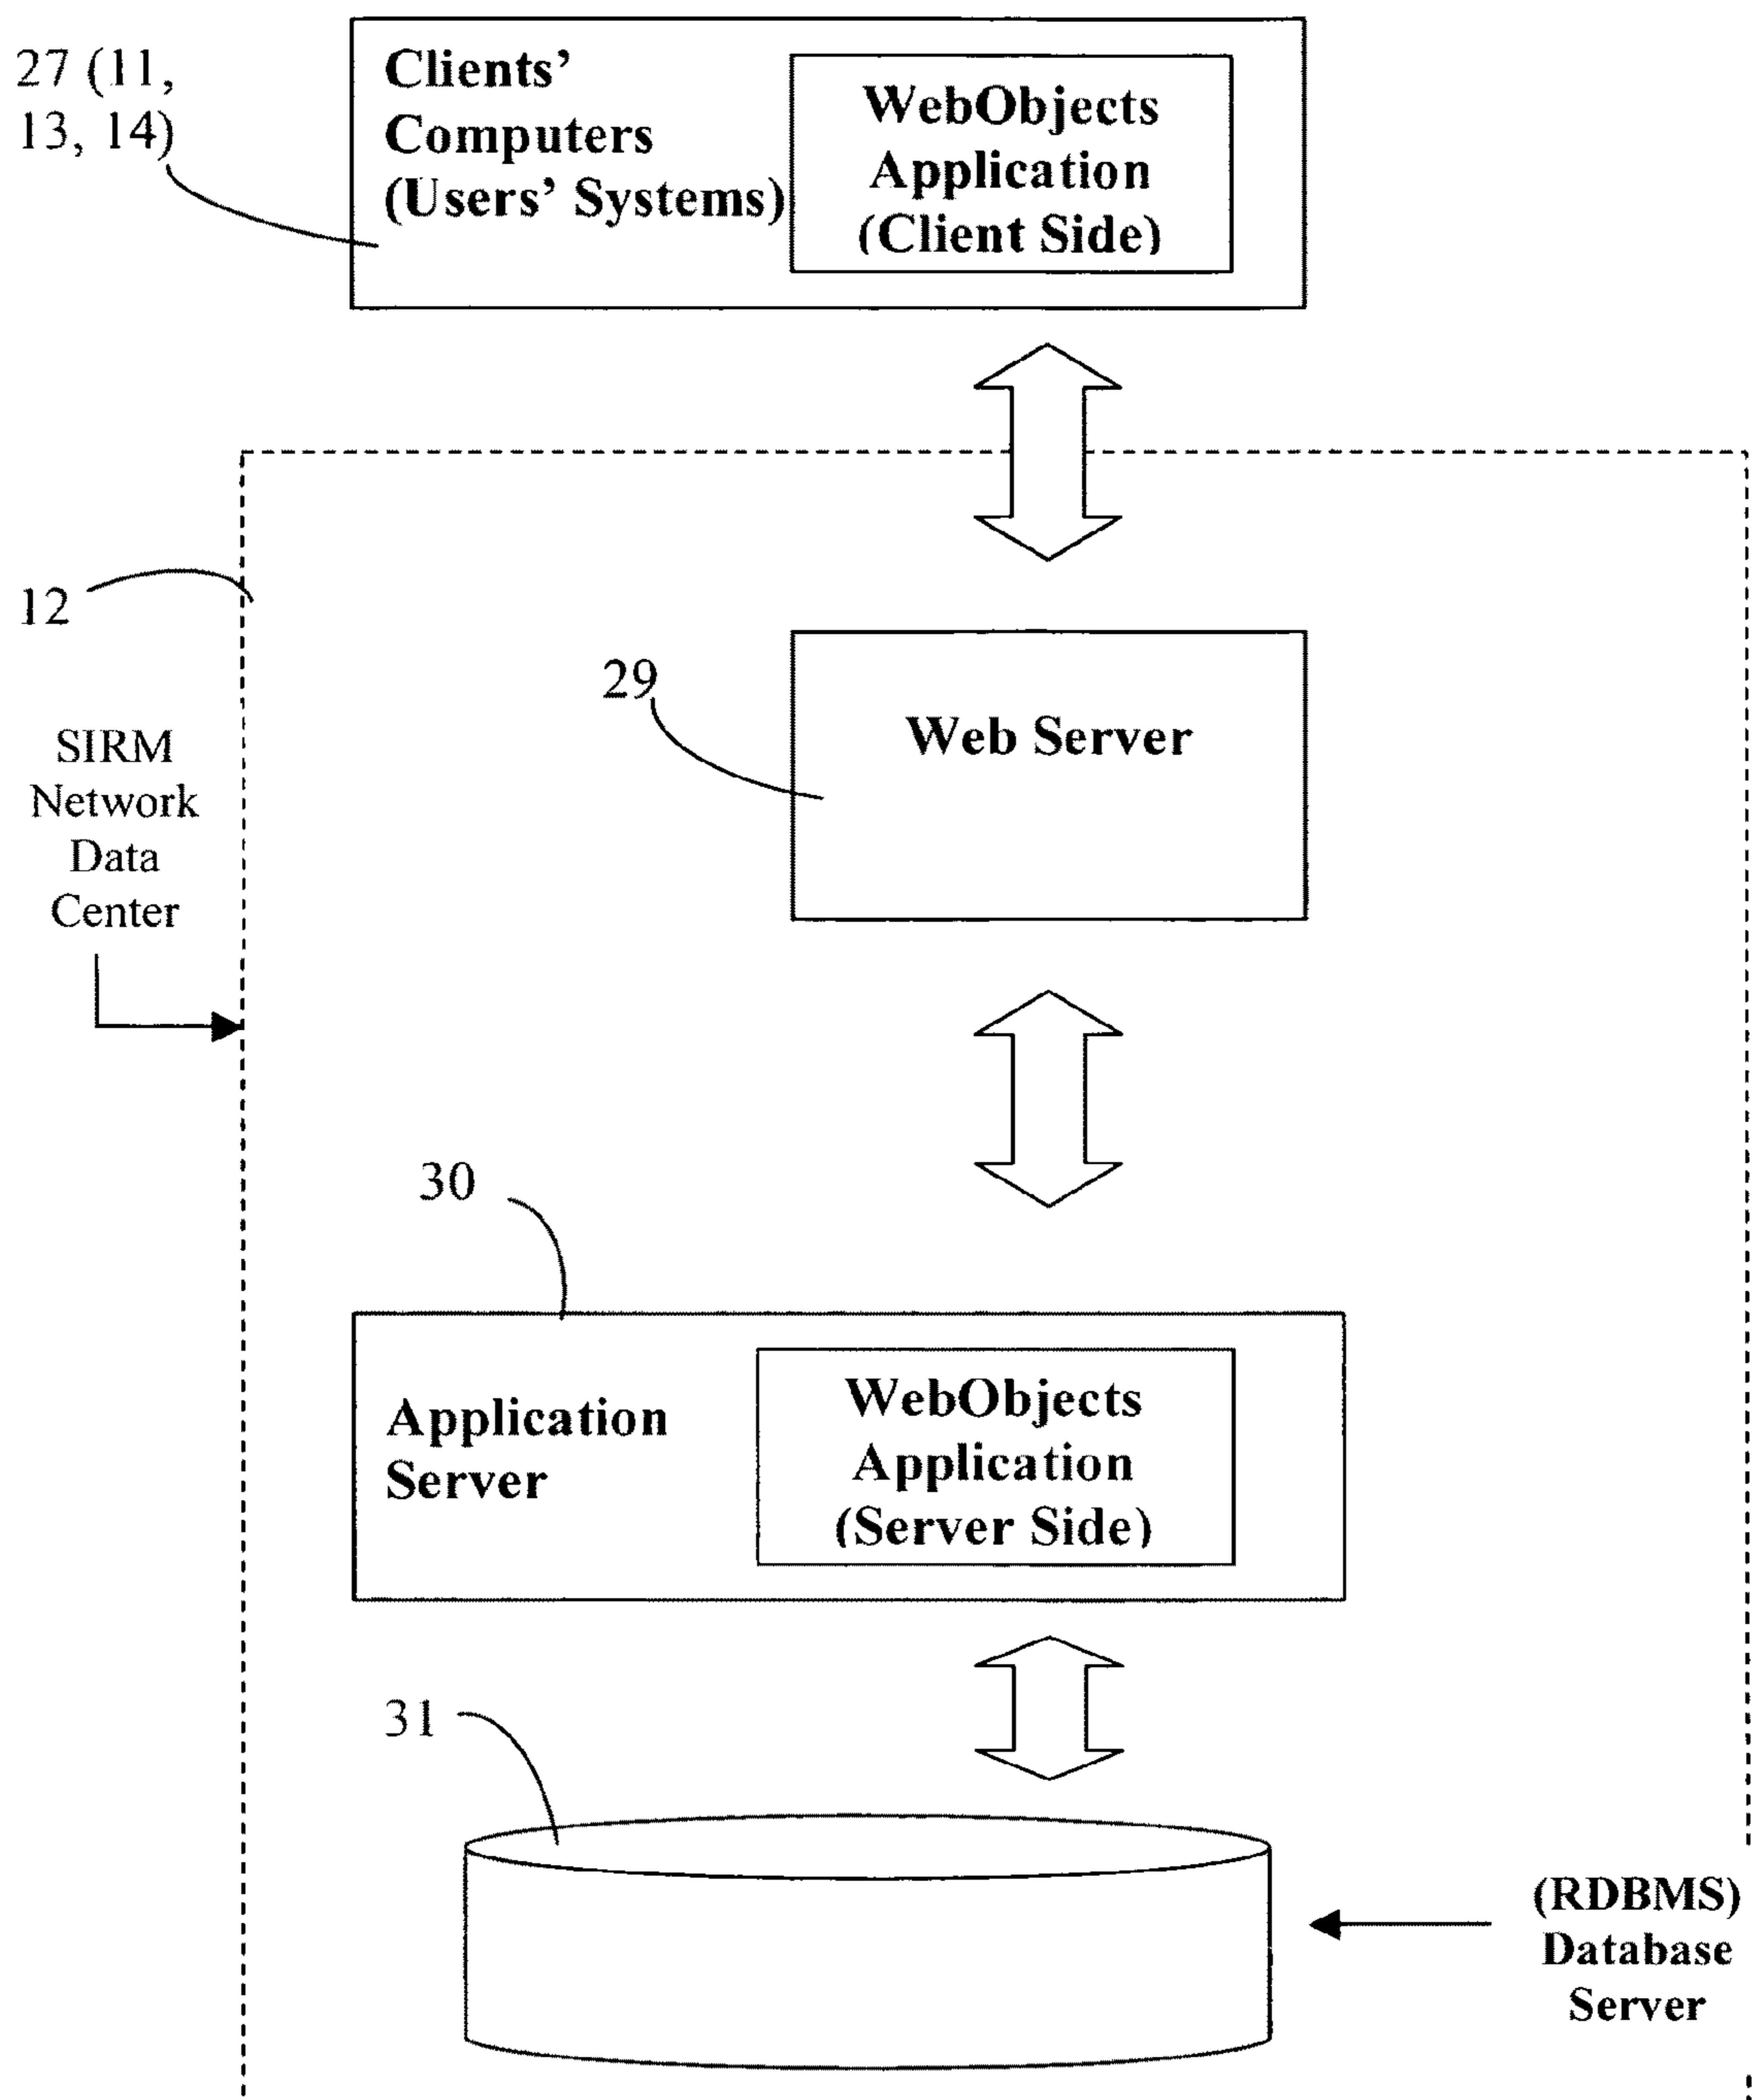 27 (11,
13, 14)
Clients’
Computers
(Users’ Systems)
WebObjects
Application
(Client Side)
12
SIRM
Network
Data
Center
29
Web Server
30
Application
Server
WebObjects
Application
(Server Side)
31
(RDBMS)
Database
Server